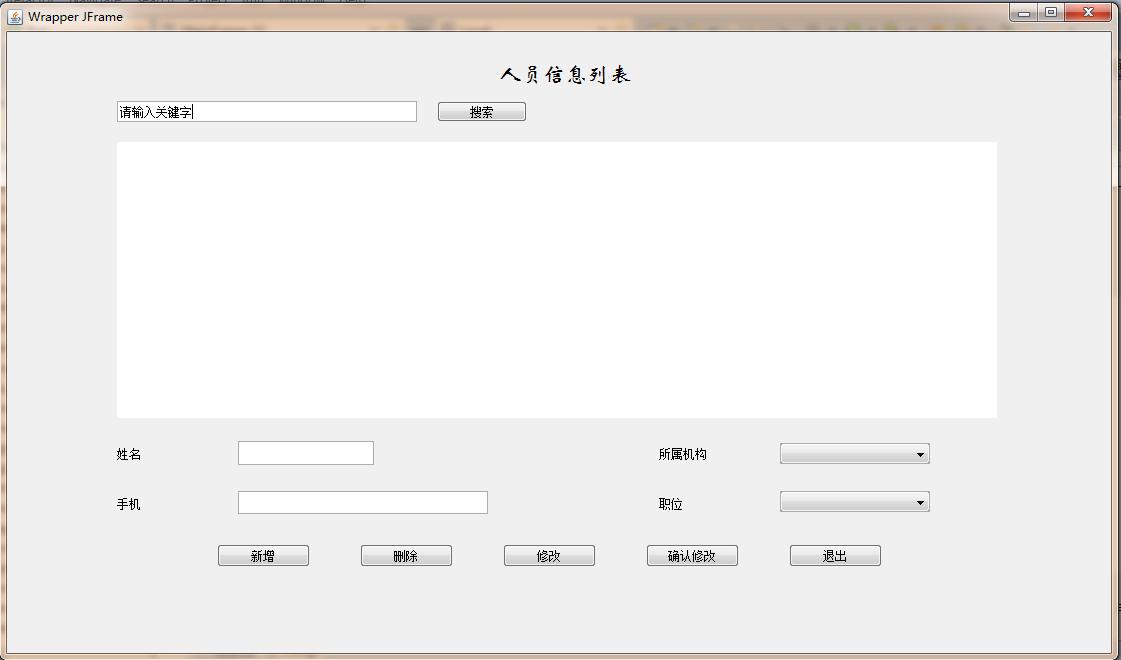 Wrapper JFrame
人员信息列表
请输入关键字 搜索
姓名 所属机构
手机 职位
新增 删除 修改 确认修改 退出